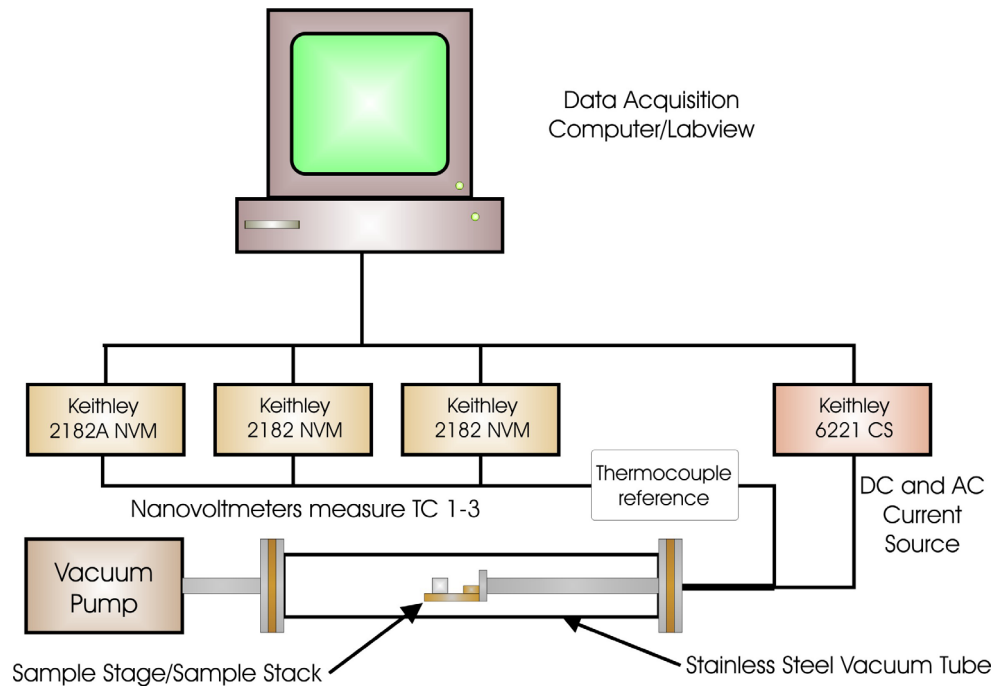 Data Acquisition
Computer/Labview
Keithley
2182A NVM
Keithley
2182 NVM
Keithley
2182 NVM
Keithley
6221 CS
Thermocouple
reference
Nanovoltmeters measure TC 1-3
DC and AC
Current
Source
Vacuum
Pump
Sample Stage/Sample Stack
Stainless Steel Vacuum Tube